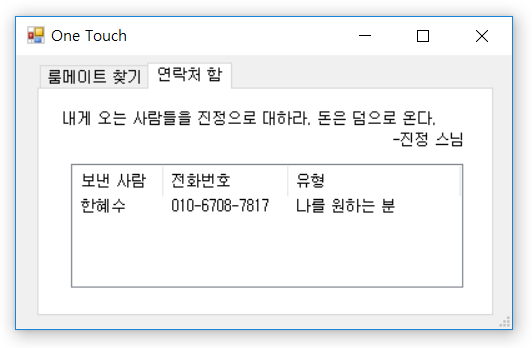 One Touch
룸메이트 찾기 연락처 함
내게 오는 사람들을 진정으로 대하라, 돈은 덤으로 온다,
-진정 스님
보낸 사람 전화번호 유형
한혜수 010-6708-7817 나를 원하는 분